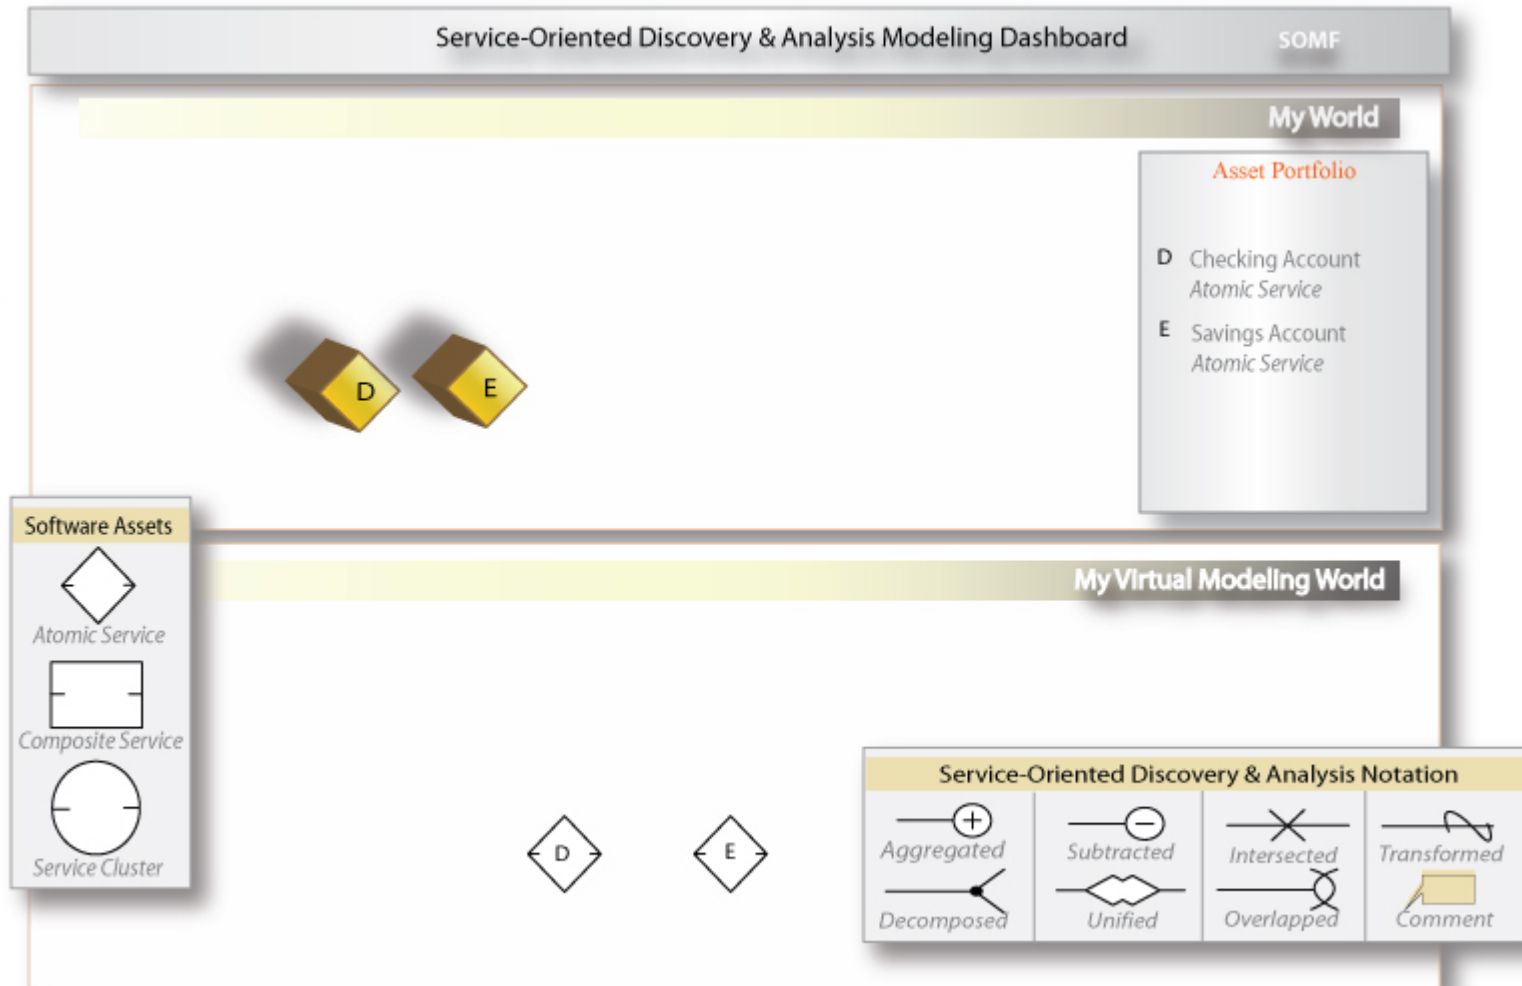 Service-Oriented Discovery & Analysis Modeling Dashboard
SOMF
My World
Asset Portfolio
D Checking Account
Atomic Service
E Savings Account
Atomic Service
D
E
Software Assets
Atomic Service
Composite Service
Service Cluster
My Virtual Modeling World
D
E
Service-Oriented Discovery & Analysis Notation
Aggregated
Subtracted
Intersected
Transformed
Decomposed
Unified
Overlapped
Comment